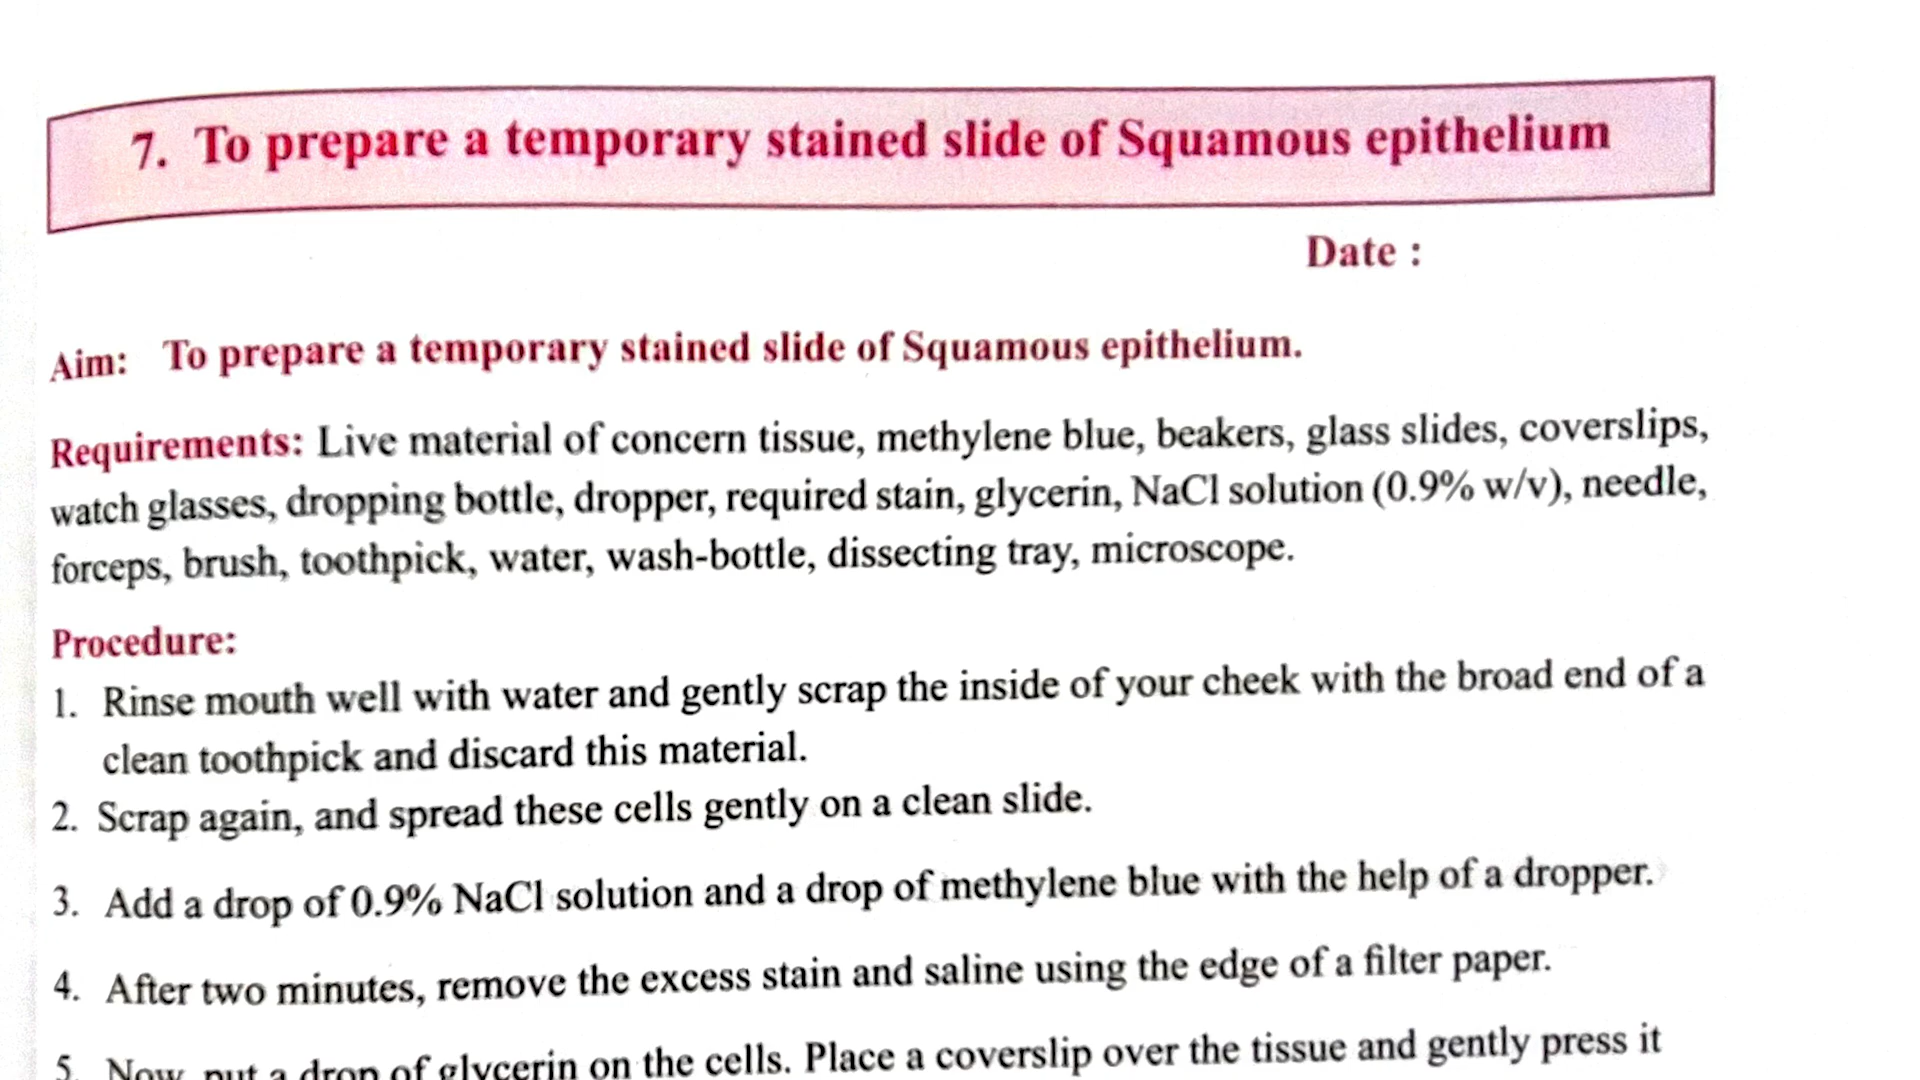 7. To prepare a temporary stained slide of Squamous epithelium
Date :
Aim: To prepare a temporary stained slide of Squamous epithelium.
Requirements: Live material of concern tissue, methylene blue, beakers, glass slides, coverslips,
watch glasses, dropping bottle, dropper, required stain, glycerin, NaCl solution (0.9% w/v), needle,
forceps, brush, toothpick, water, wash-bottle, dissecting tray, microscope.
Procedure:
1. Rinse mouth well with water and gently scrap the inside of your cheek with the broad end of a
clean toothpick and discard this material.
2. Scrap again, and spread these cells gently on a clean slide.
3. Add a drop of 0.9% NaCl solution and a drop of methylene blue with the help of a dropper.
4. After two minutes, remove the excess stain and saline using the edge of a filter paper.
5. Now put a drop of glycerin on the cells. Place a coverslip over the tissue and gently press it